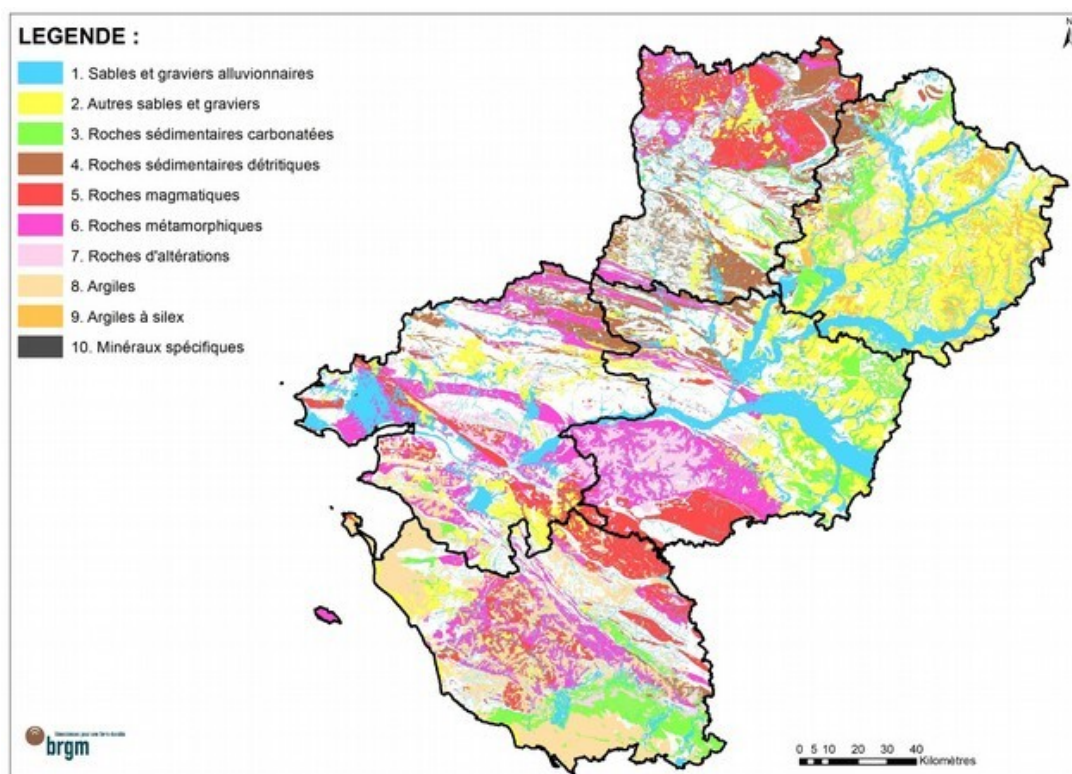 LEGENDE :
1. Sables et graviers alluvionnaires
2. Autres sables et graviers
3. Roches sédimentaires carbonatées
4. Roches sédimentaires détritiques
5. Roches magmatiques
6. Roches métamorphiques
7. Roches d'altérations
8. Argiles
9. Argiles à silex
10. Minéraux spécifiques
N
brgm
0 5 10 20 30 40
Kilomètres